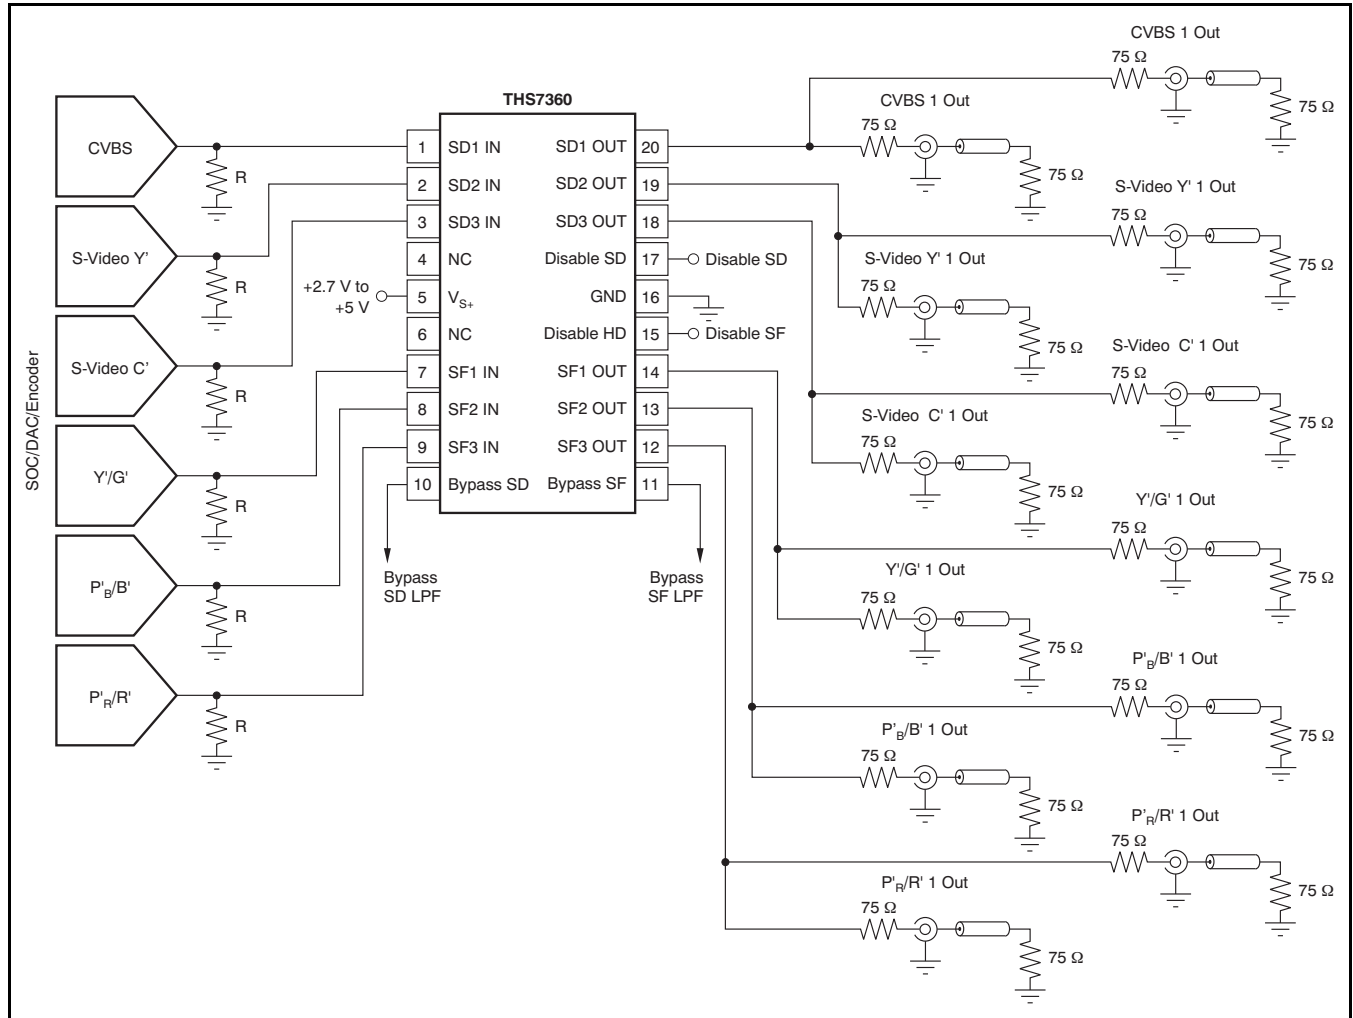 CVBS 1 Out
75 Ω
75 Ω
THS7360
CVBS 1 Out
75 Ω
75 Ω
CVBS
R
1 SD1 IN SD1 OUT 20
2 SD2 IN SD2 OUT 19
3 SD3 IN SD3 OUT 18
4 NC Disable SD 17 Disable SD
+2.7 V to
+5 V
5 VS+ GND 16
6 NC Disable HD 15 Disable SF
7 SF1 IN SF1 OUT 14
8 SF2 IN SF2 OUT 13
9 SF3 IN SF3 OUT 12
10 Bypass SD Bypass SF 11
Bypass
SD LPF
Bypass
SF LPF
SOC/DAC/Encoder
S-Video Y'
R
S-Video C'
R
Y'/G'
R
P'B/B'
R
P'R/R'
R
S-Video Y' 1 Out
75 Ω
75 Ω
S-Video Y' 1 Out
75 Ω
75 Ω
S-Video C' 1 Out
75 Ω
75 Ω
S-Video C' 1 Out
75 Ω
75 Ω
Y'/G' 1 Out
75 Ω
75 Ω
Y'/G' 1 Out
75 Ω
75 Ω
P'B/B' 1 Out
75 Ω
75 Ω
P'B/B' 1 Out
75 Ω
75 Ω
P'R/R' 1 Out
75 Ω
75 Ω
P'R/R' 1 Out
75 Ω
75 Ω